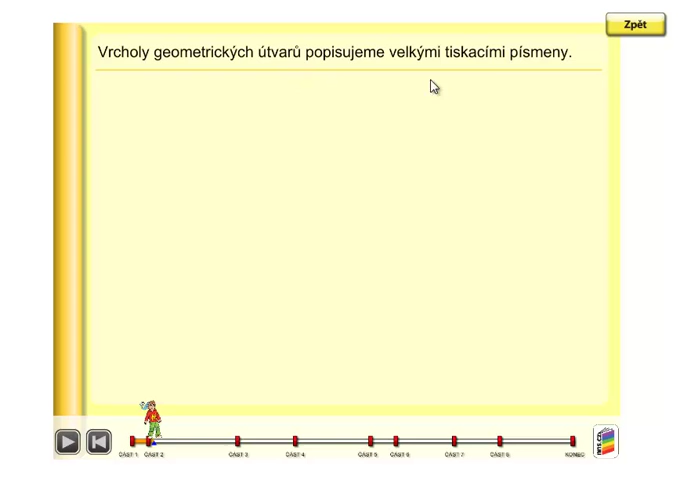 Zpět
Vrcholy geometrických útvarů popisujeme velkými tiskacími písmeny.
ČÁST 1 ČÁST 2 ČÁST 3 ČÁST 4 ČÁST 5 ČÁST 6 ČÁST 7 ČÁST 8 KONEC